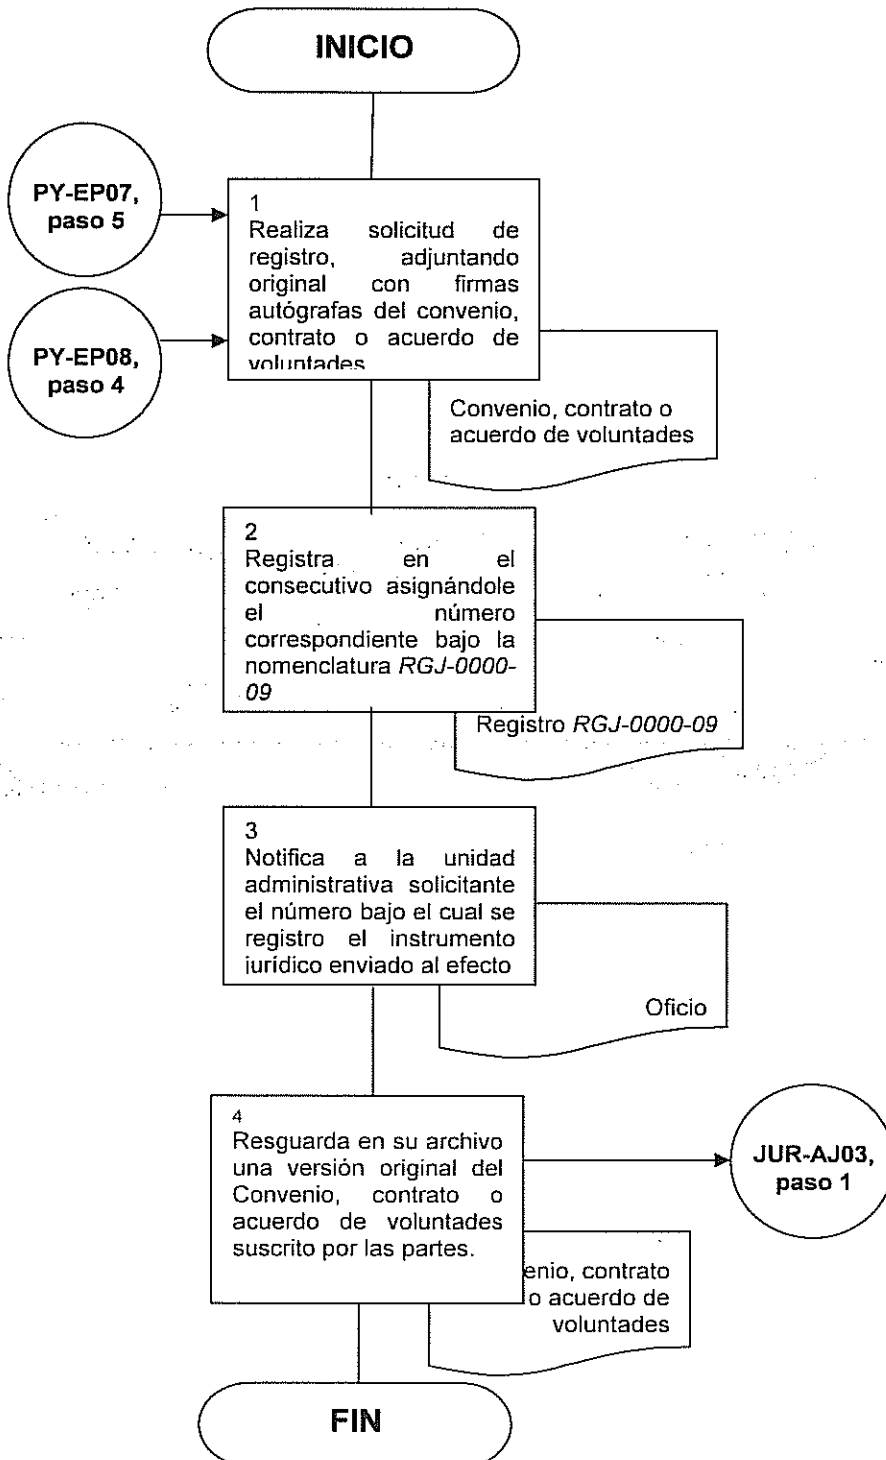 INICIO
PY-EP07,
paso 5
PY-EP08,
paso 4
1
Realiza solicitud de
registro, adjuntando
original con firmas
autógrafas del convenio,
contrato o acuerdo de
voluntades
Convenio, contrato o
acuerdo de voluntades
2
Registra en el
consecutivo asignándole
el número
correspondiente bajo la
nomenclatura RGJ-0000-
09
Registro RGJ-0000-09
3
Notifica a la unidad
administrativa solicitante
el número bajo el cual se
registro el instrumento
jurídico enviado al efecto
Oficio
4
Resguarda en su archivo
una versión original del
Convenio, contrato o
acuerdo de voluntades
suscrito por las partes.
JUR-AJ03,
paso 1
enio, contrato
o acuerdo de
voluntades
FIN